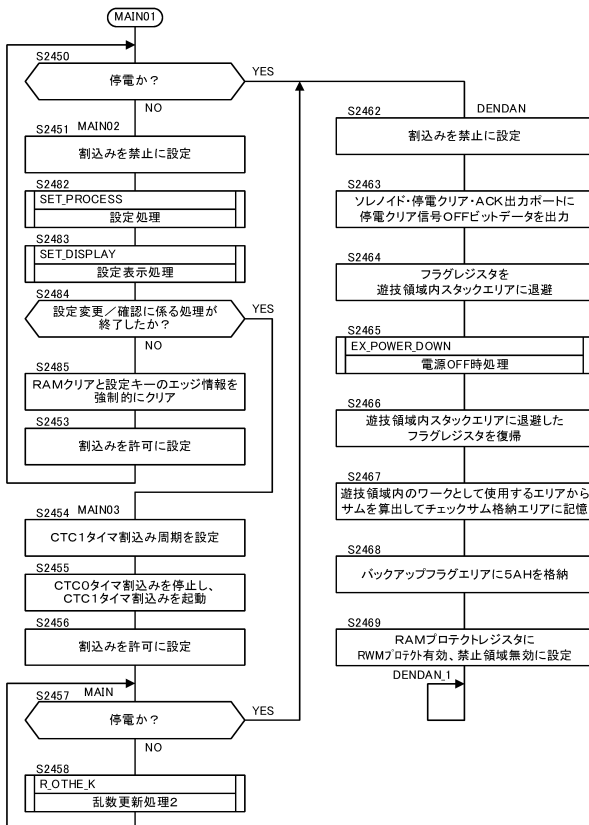 MAIN01
S2450
停電か？
YES
NO
S2451 MAIN02
割込みを禁止に設定
S2482
SET_PROCESS
設定処理
S2483
SET_DISPLAY
設定表示処理
S2484
設定変更／確認に係る処理が
終了したか？
YES
NO
S2485
RAMクリアと設定キーのエッジ情報を
強制的にクリア
S2453
割込みを許可に設定
S2454 MAIN03
CTC1タイマ割込み周期を設定
S2455
CTC0タイマ割込みを停止し、
CTC1タイマ割込みを起動
S2456
割込みを許可に設定
S2457 MAIN
停電か？
YES
NO
S2458
R_OTHE_K
乱数更新処理2
S2462 DENDAN
割込みを禁止に設定
S2463
ソレノイド・停電クリア・ACK出力ポートに
停電クリア信号OFFビットデータを出力
S2464
フラグレジスタを
遊技領域内スタックエリアに退避
S2465
EX_POWER_DOWN
電源OFF時処理
S2466
遊技領域内スタックエリアに退避した
フラグレジスタを復帰
S2467
遊技領域内のワークとして使用するエリアから
サムを算出してチェックサム格納エリアに記憶
S2468
バックアップフラグエリアに5AHを格納
S2469
RAMプロテクトレジスタに
RWMプロテクト有効、禁止領域無効に設定
DENDAN_1